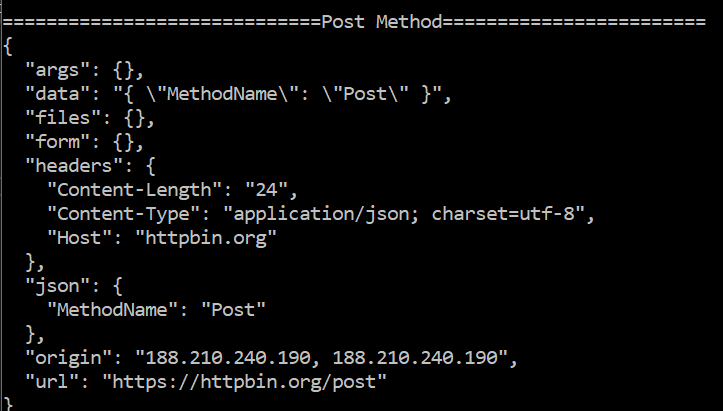 =============================Post Method========================
{
  "args": {},
  "data": "{ \"MethodName\": \"Post\" }",
  "files": {},
  "form": {},
  "headers": {
    "Content-Length": "24",
    "Content-Type": "application/json; charset=utf-8",
    "Host": "httpbin.org"
  },
  "json": {
    "MethodName": "Post"
  },
  "origin": "188.210.240.190, 188.210.240.190",
  "url": "https://httpbin.org/post"
}